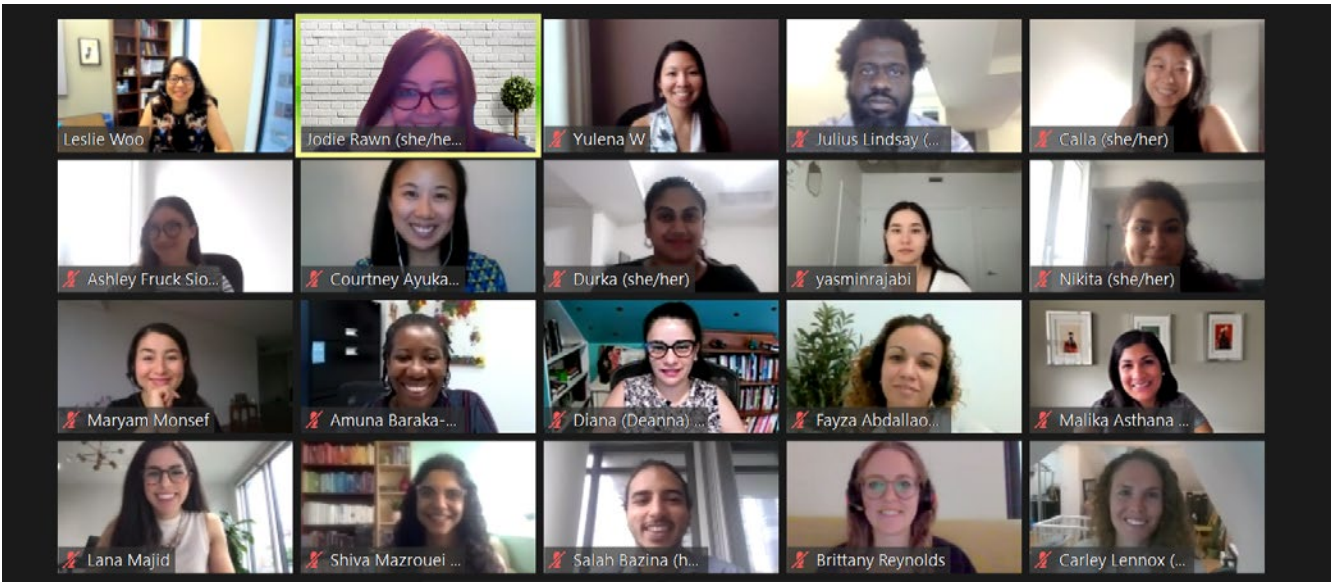 Leslie Woo
Jodie Rawn (she/he...
Yulena W
Julius Lindsay (...
Calla (she/her)
Ashley Fruck Sio...
Courtney Ayuka...
Durka (she/her)
yasminrajabi
Nikita (she/her)
Maryam Monsef
Amuna Baraka-...
Diana (Deanna) ...
Fayza Abdallao...
Malika Asthana ...
Lana Majid
Shiva Mazrouei ...
Salah Bazina (h...
Brittany Reynolds
Carley Lennox (...